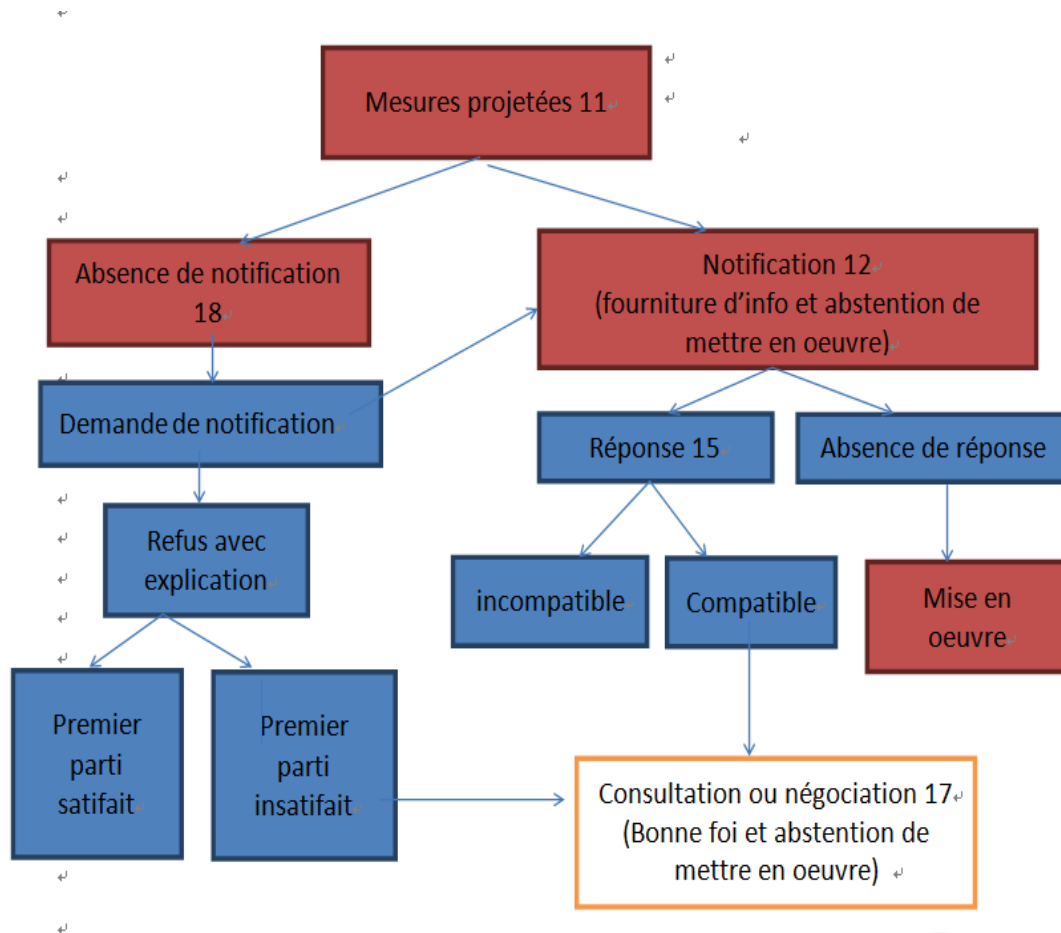 Mesures projetées 11
Absence de notification
18
Notification 12
(fourniture d'info et abstention de
mettre en oeuvre)
Demande de notification
Réponse 15
Absence de réponse
Refus avec
explication
incompatible
Compatible
Mise en
oeuvre
Premier
parti
satifait
Premier
parti
insatifait
Consultation ou négociation 17
(Bonne foi et abstention de
mettre en oeuvre)